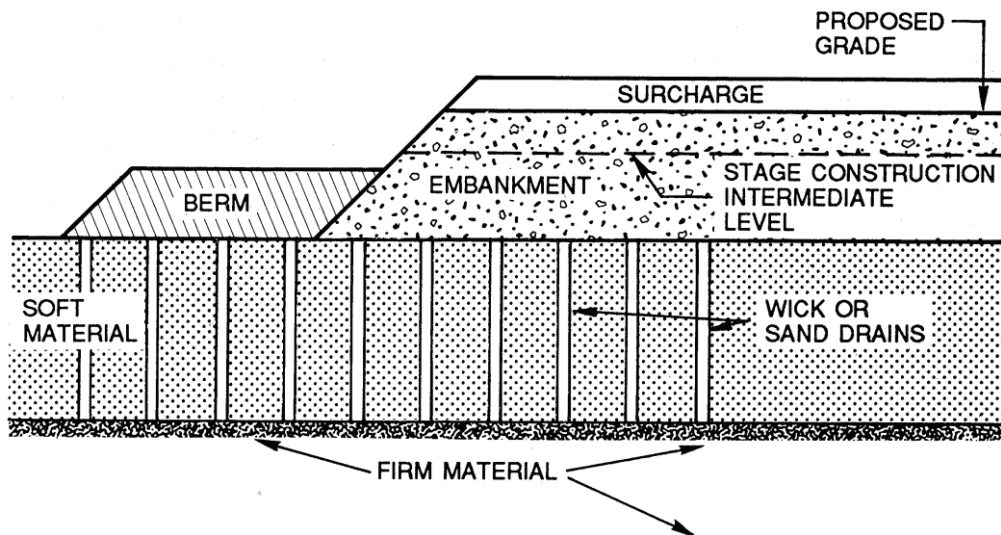 PROPOSED
GRADE
SURCHARGE
EMBANKMENT
STAGE CONSTRUCTION
INTERMEDIATE
LEVEL
BERM
SOFT
MATERIAL
WICK OR
SAND DRAINS
FIRM MATERIAL